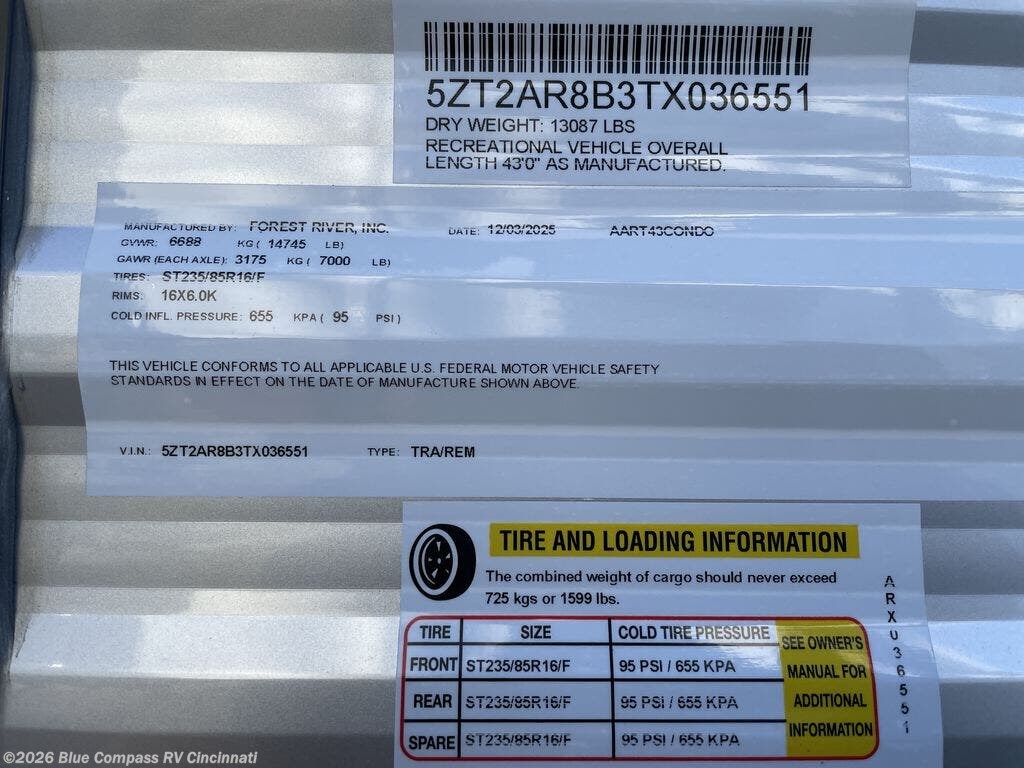 5ZT2AR8B3TX036551
DRY WEIGHT: 13087 LBS
RECREATIONAL VEHICLE OVERALL
LENGTH 43'0" AS MANUFACTURED.
MANUFACTURED BY: FOREST RIVER, INC. DATE: 12/03/2025 AART43CONDO
GVWR: 6688 KG ( 14745 LB)
GAWR (EACH AXLE): 3175 KG ( 7000 LB)
TIRES: ST235/85R16/F
RIMS: 16X6.0K
COLD INFL. PRESSURE: 655 KPA ( 95 PSI )
THIS VEHICLE CONFORMS TO ALL APPLICABLE U.S. FEDERAL MOTOR VEHICLE SAFETY
STANDARDS IN EFFECT ON THE DATE OF MANUFACTURE SHOWN ABOVE.
V.I.N.: 5ZT2AR8B3TX036551 TYPE: TRA/REM
TIRE AND LOADING INFORMATION
The combined weight of cargo should never exceed
725 kgs or 1599 lbs.
TIRE SIZE COLD TIRE PRESSURE
FRONT ST235/85R16/F 95 PSI / 655 KPA
REAR ST235/85R16/F 95 PSI / 655 KPA
SPARE ST235/85R16/F 95 PSI / 655 KPA
SEE OWNER'S
MANUAL FOR
ADDITIONAL
INFORMATION
ARX036551
©2026 Blue Compass RV Cincinnati